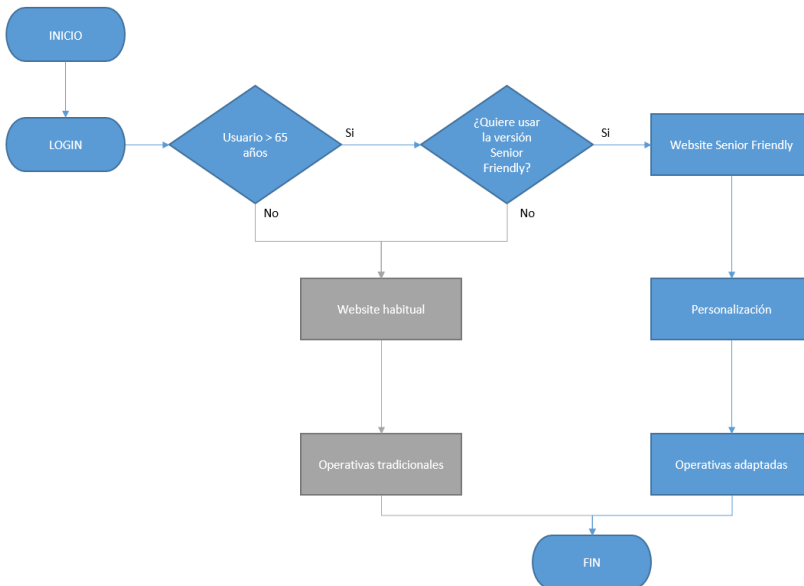 INICIO
LOGIN
Usuario > 65
años
Si
¿Quiere usar
la versión
Senior
Friendly?
Si
Website Senior Friendly
No
No
Website habitual
Personalización
Operativas tradicionales
Operativas adaptadas
FIN